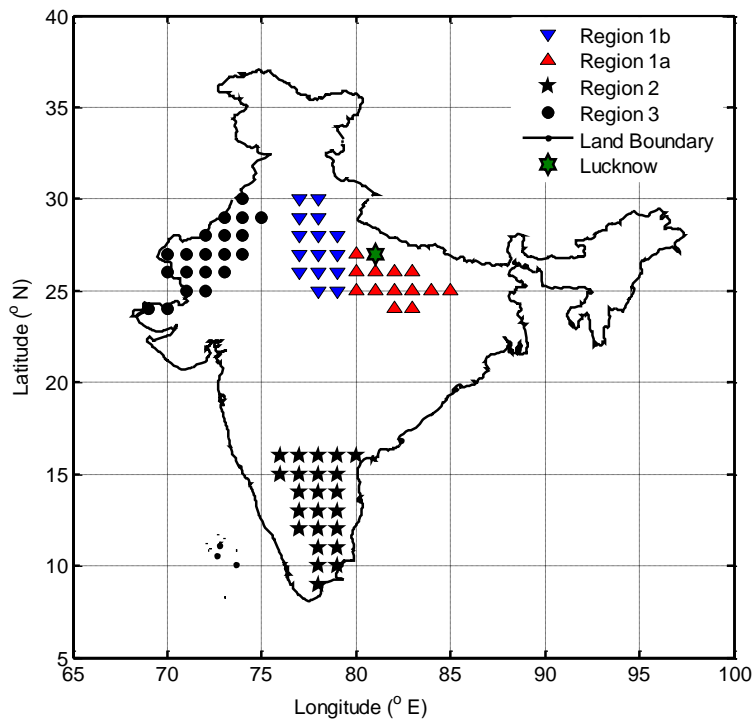 40
35
30
25
20
15
10
5
65
70
75
80
85
90
95
100
Latitude (° N)
Longitude (° E)
Region 1b
Region 1a
Region 2
Region 3
Land Boundary
Lucknow